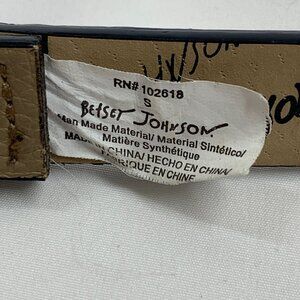 RN# 102618
S
BETSEY JOHNSON
Man Made Material/ Material Sintético/
Matière Synthétique
MADE IN CHINA/ HECHO EN CHINA/
FABRIQUE EN CHINE